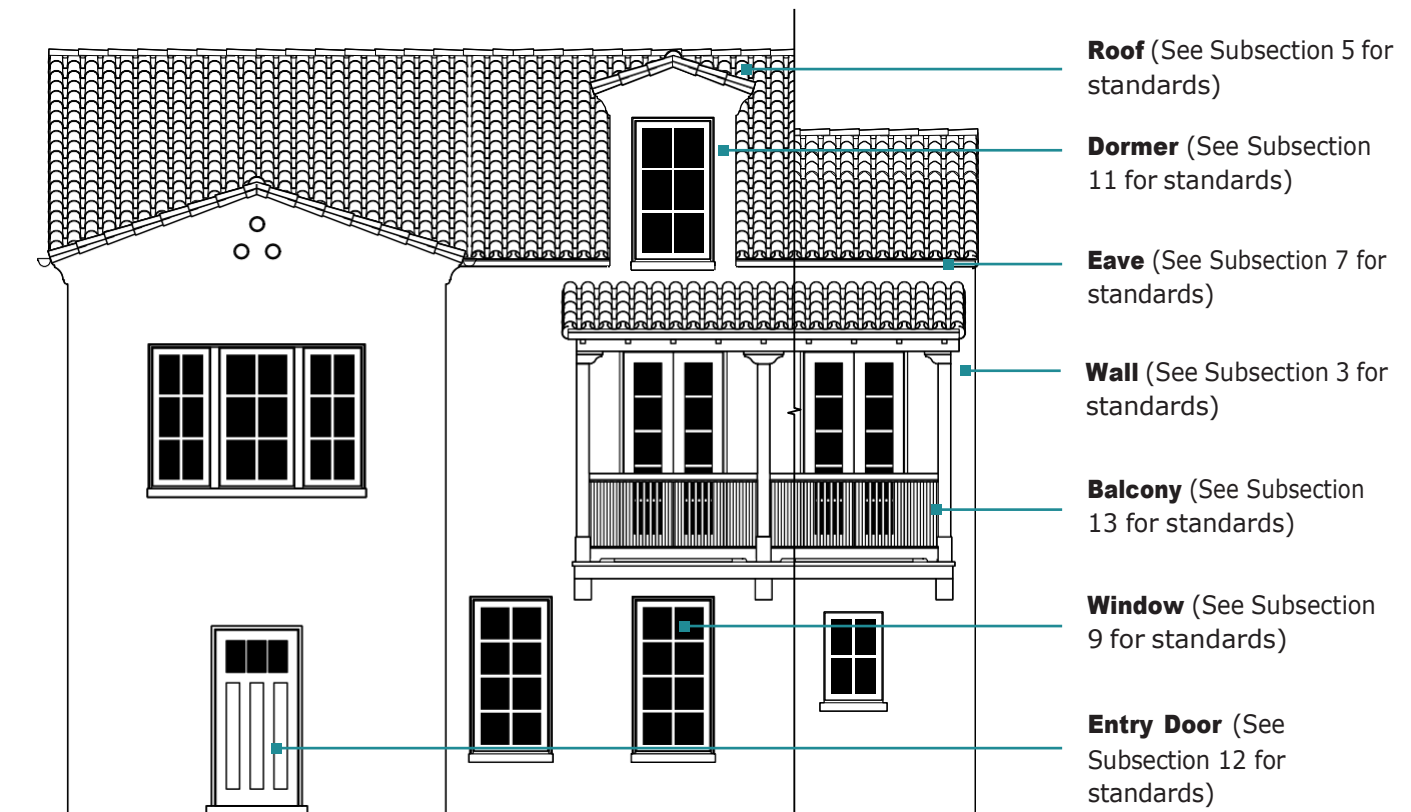 Roof (See Subsection 5 for
standards)
Dormer (See Subsection
11 for standards)
Eave (See Subsection 7 for
standards)
Wall (See Subsection 3 for
standards)
Balcony (See Subsection
13 for standards)
Window (See Subsection
9 for standards)
Entry Door (See
Subsection 12 for
standards)